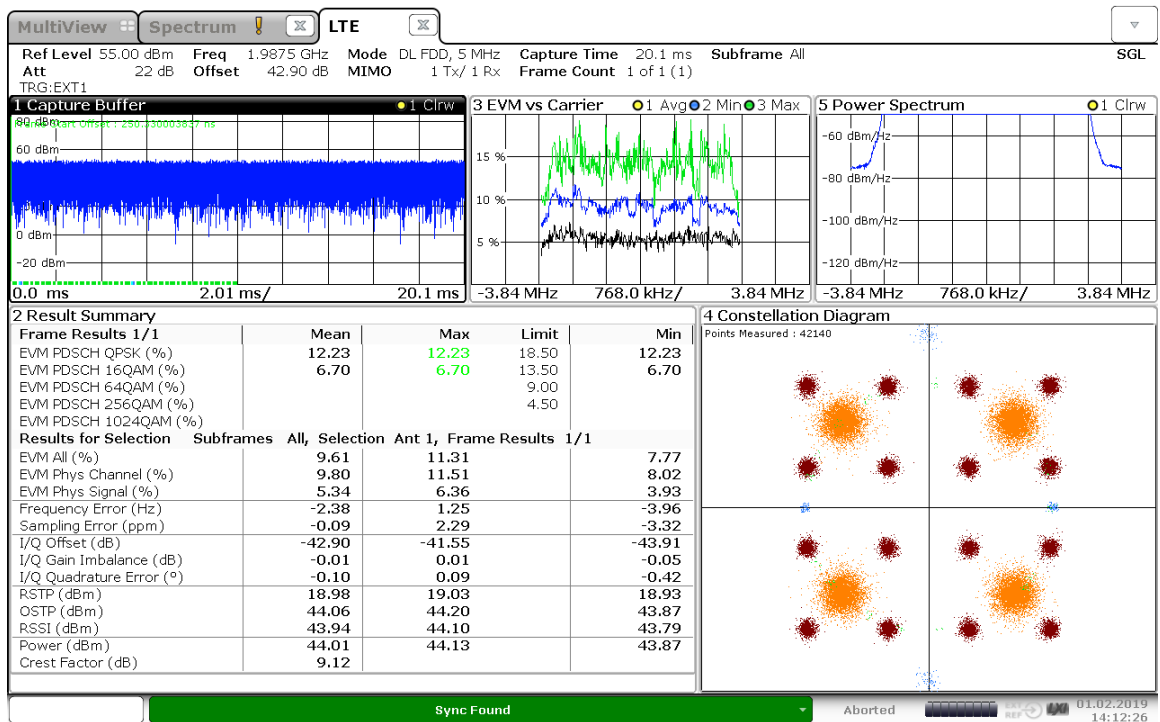 MultiView Spectrum LTE
Ref Level 55.00 dBm Freq 1.9875 GHz Mode DL FDD, 5 MHz Capture Time 20.1 ms Subframe All SGL
Att 22 dB Offset 42.90 dB MIMO 1 Tx/ 1 Rx Frame Count 1 of 1 (1)
TRG:EXT1
1 Capture Buffer 1 Clrw
80 dBm
Frame Start Offset : 250.330003837 ns
60 dBm
0 dBm
-20 dBm
0.0 ms 2.01 ms/ 20.1 ms
3 EVM vs Carrier 1 Avg 2 Min 3 Max
15 %
10 %
5 %
-3.84 MHz 768.0 kHz/ 3.84 MHz
5 Power Spectrum 1 Clrw
-60 dBm/Hz
-80 dBm/Hz
-100 dBm/Hz
-120 dBm/Hz
-3.84 MHz 768.0 kHz/ 3.84 MHz
2 Result Summary
Frame Results 1/1 Mean Max Limit Min
EVM PDSCH QPSK (%) 12.23 12.23 18.50 12.23
EVM PDSCH 16QAM (%) 6.70 6.70 13.50 6.70
EVM PDSCH 64QAM (%) 9.00
EVM PDSCH 256QAM (%) 4.50
EVM PDSCH 1024QAM (%)
Results for Selection Subframes All, Selection Ant 1, Frame Results 1/1
EVM All (%) 9.61 11.31 7.77
EVM Phys Channel (%) 9.80 11.51 8.02
EVM Phys Signal (%) 5.34 6.36 3.93
Frequency Error (Hz) -2.38 1.25 -3.96
Sampling Error (ppm) -0.09 2.29 -3.32
I/Q Offset (dB) -42.90 -41.55 -43.91
I/Q Gain Imbalance (dB) -0.01 0.01 -0.05
I/Q Quadrature Error (º) -0.10 0.09 -0.42
RSTP (dBm) 18.98 19.03 18.93
OSTP (dBm) 44.06 44.20 43.87
RSSI (dBm) 43.94 44.10 43.79
Power (dBm) 44.01 44.13 43.87
Crest Factor (dB) 9.12
4 Constellation Diagram
Points Measured : 42140
Sync Found
Aborted
EXT
REF
LXI
01.02.2019
14:12:26